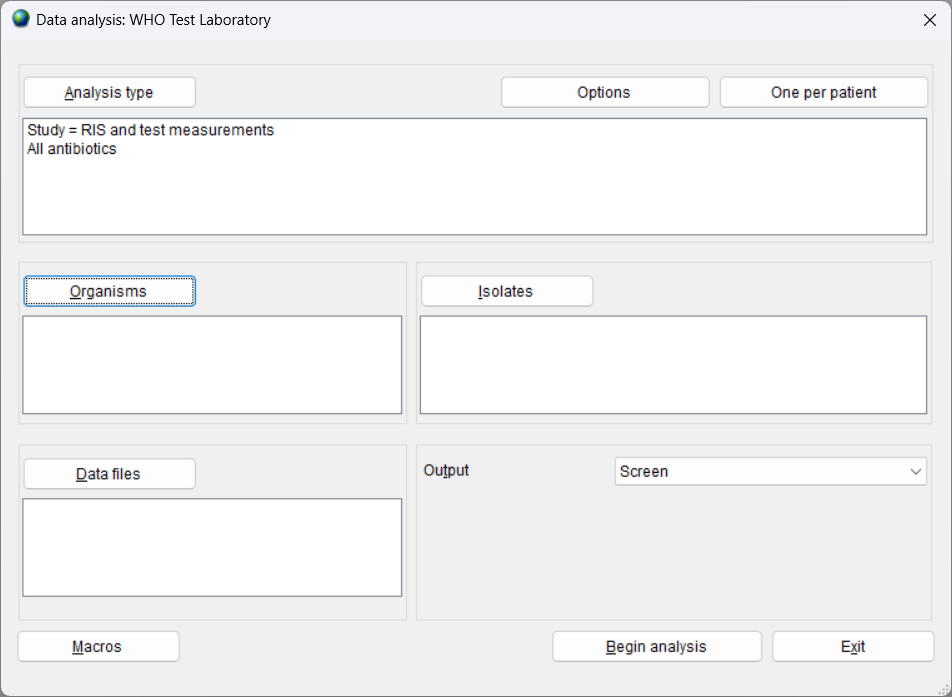 Data analysis: WHO Test Laboratory
Analysis type
Options
One per patient
Study = RIS and test measurements
All antibiotics
Organisms
Isolates
Data files
Output
Screen
Macros
Begin analysis
Exit